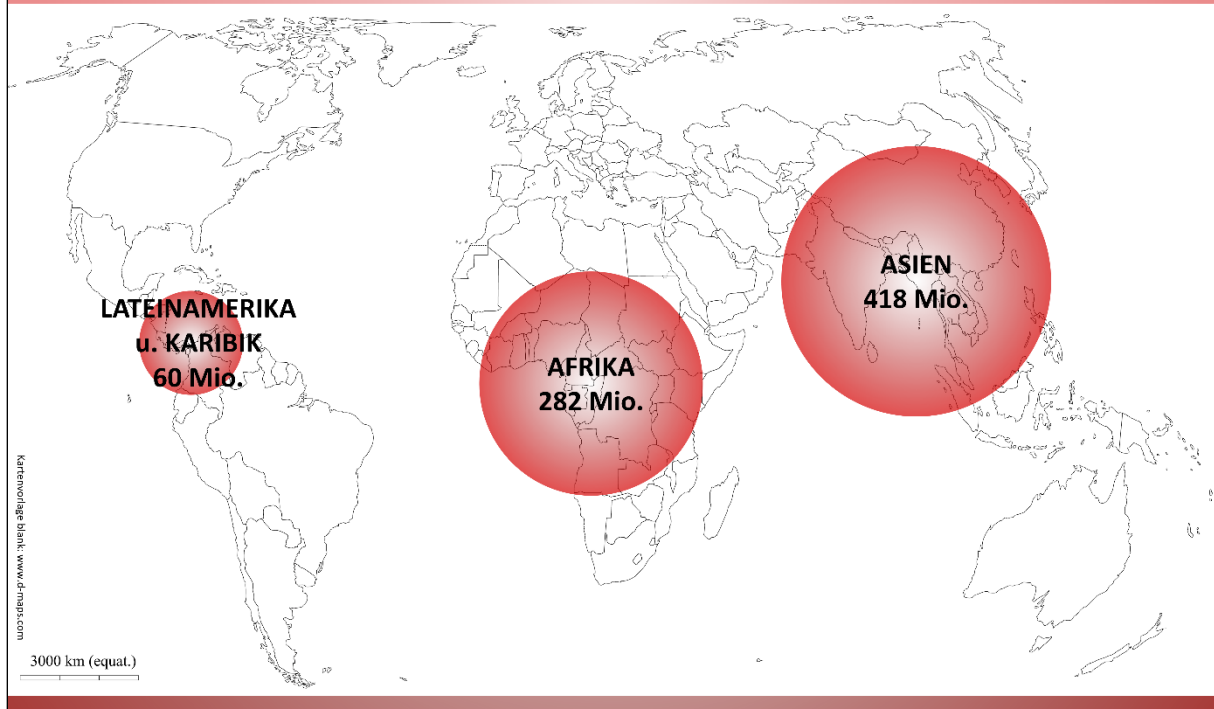 LATEINAMERIKA
u. KARIBIK
60 Mio.
AFRIKA
282 Mio.
ASIEN
418 Mio.
Kartenvorlage blank: www.d-maps.com
3000 km (equat.)